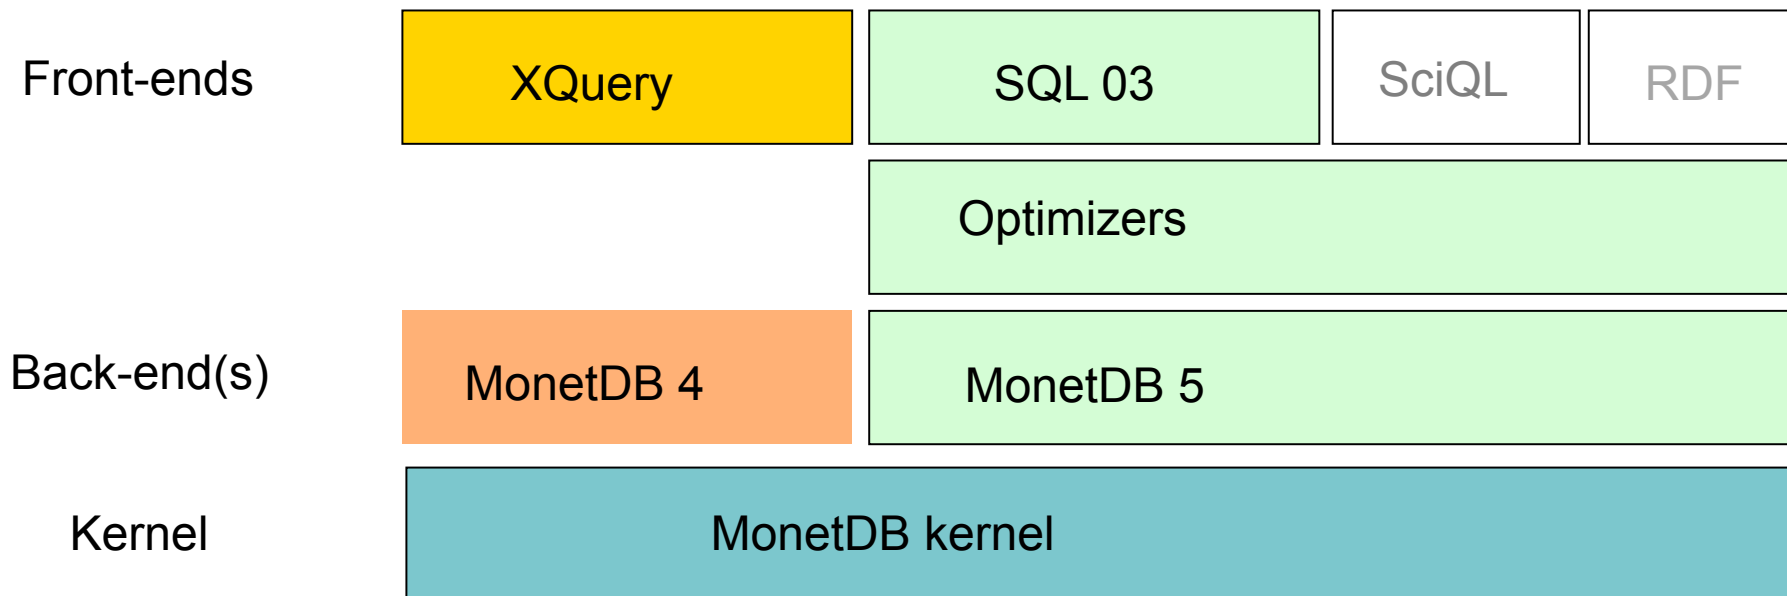 Front-ends
XQuery
SQL 03
SciQL
RDF
Optimizers
Back-end(s)
MonetDB 4
MonetDB 5
Kernel
MonetDB kernel